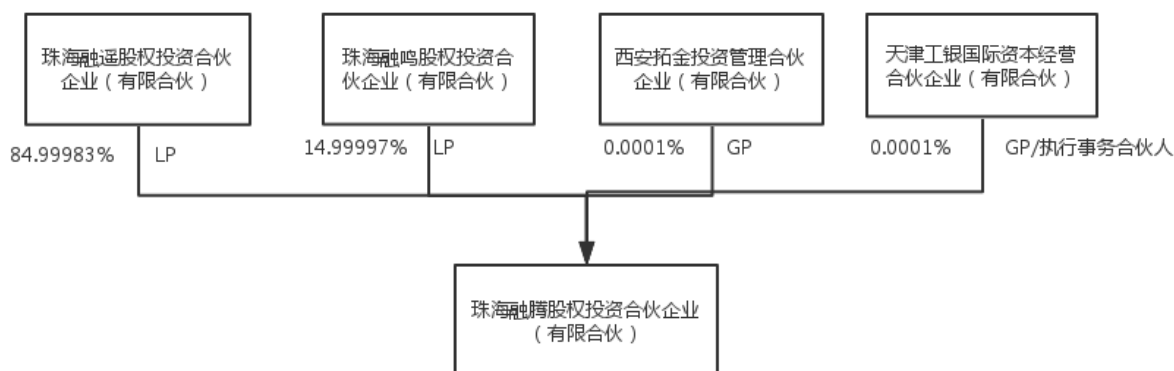 珠海融遥股权投资合伙
企业（有限合伙）
珠海融鸣股权投资合
伙企业（有限合伙）
西安拓金投资管理合伙
企业（有限合伙）
天津工银国际资本经营
合伙企业（有限合伙）
84.99983% LP
14.99997% LP
0.0001% GP
0.0001% GP/执行事务合伙人
珠海融腾股权投资合伙企业
（有限合伙）